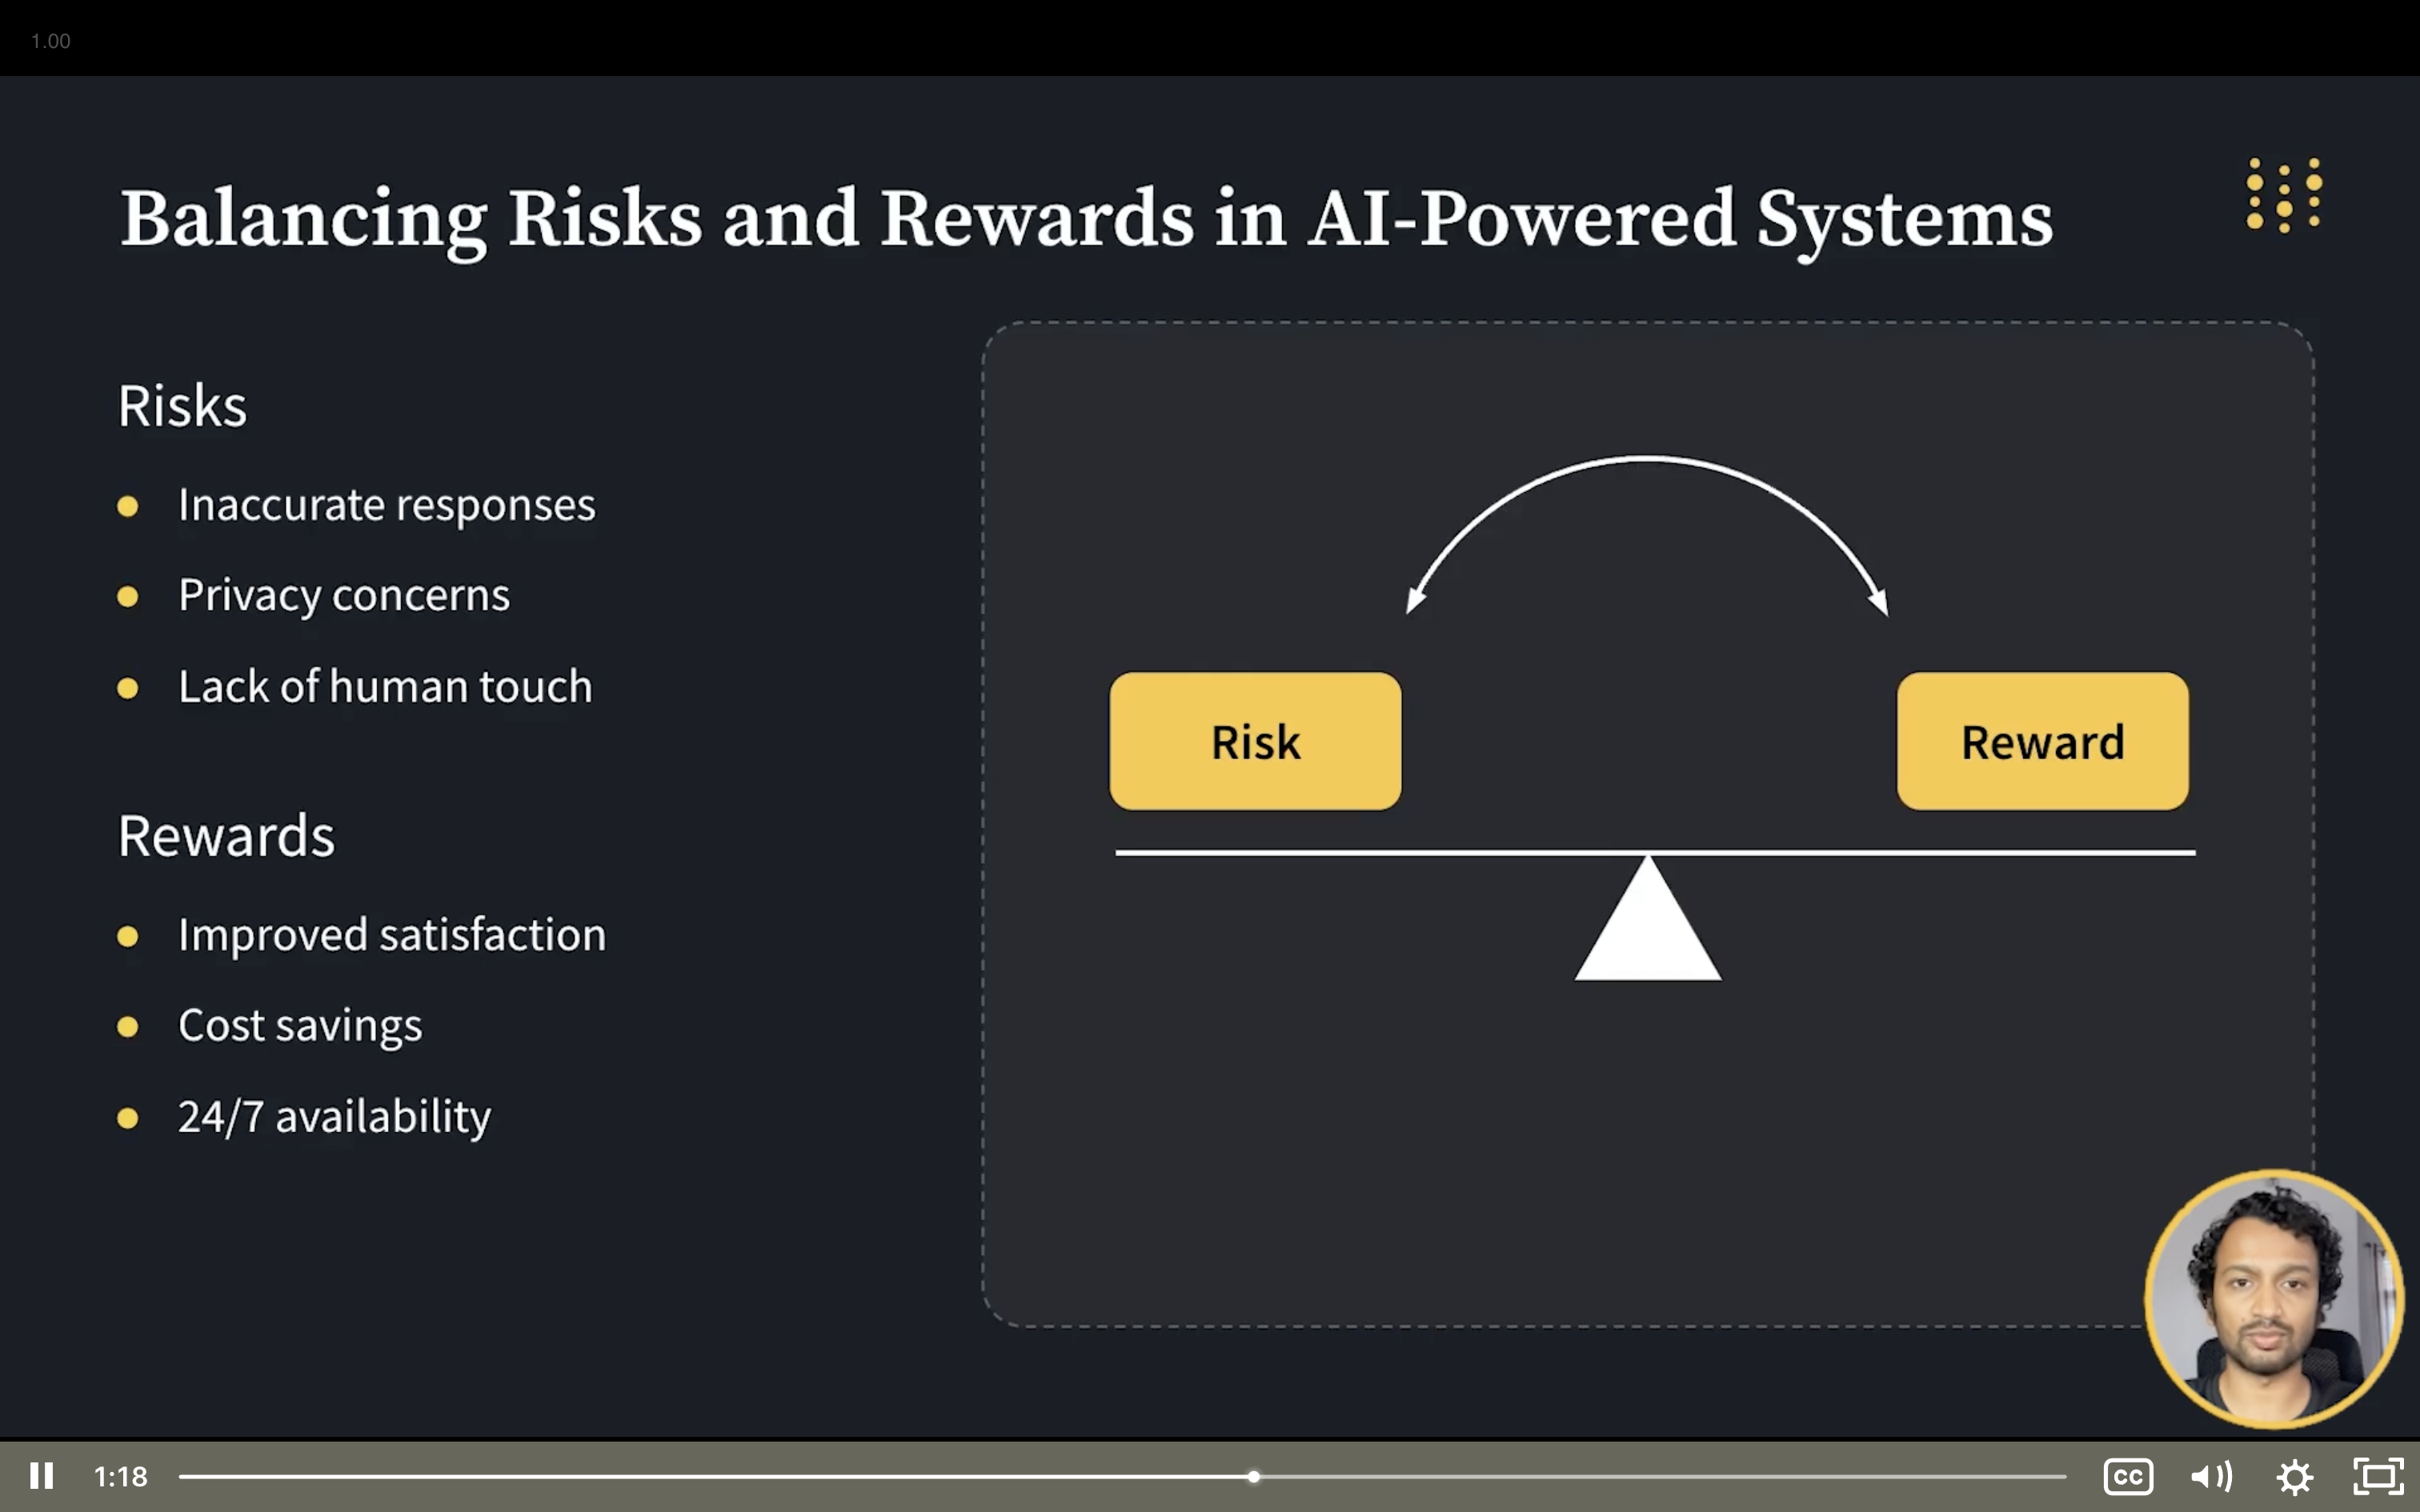 1.00
Balancing Risks and Rewards in AI-Powered Systems
Risks
Inaccurate responses
Privacy concerns
Lack of human touch
Rewards
Improved satisfaction
Cost savings
24/7 availability
Risk
Reward
1:18
CC